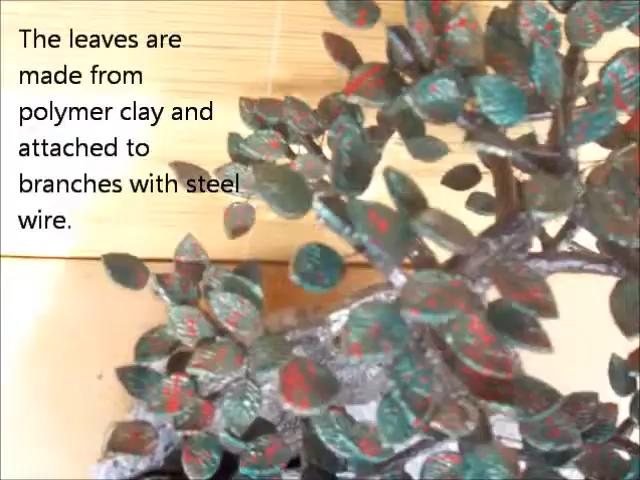 The leaves are
made from
polymer clay and
attached to
branches with steel
wire.